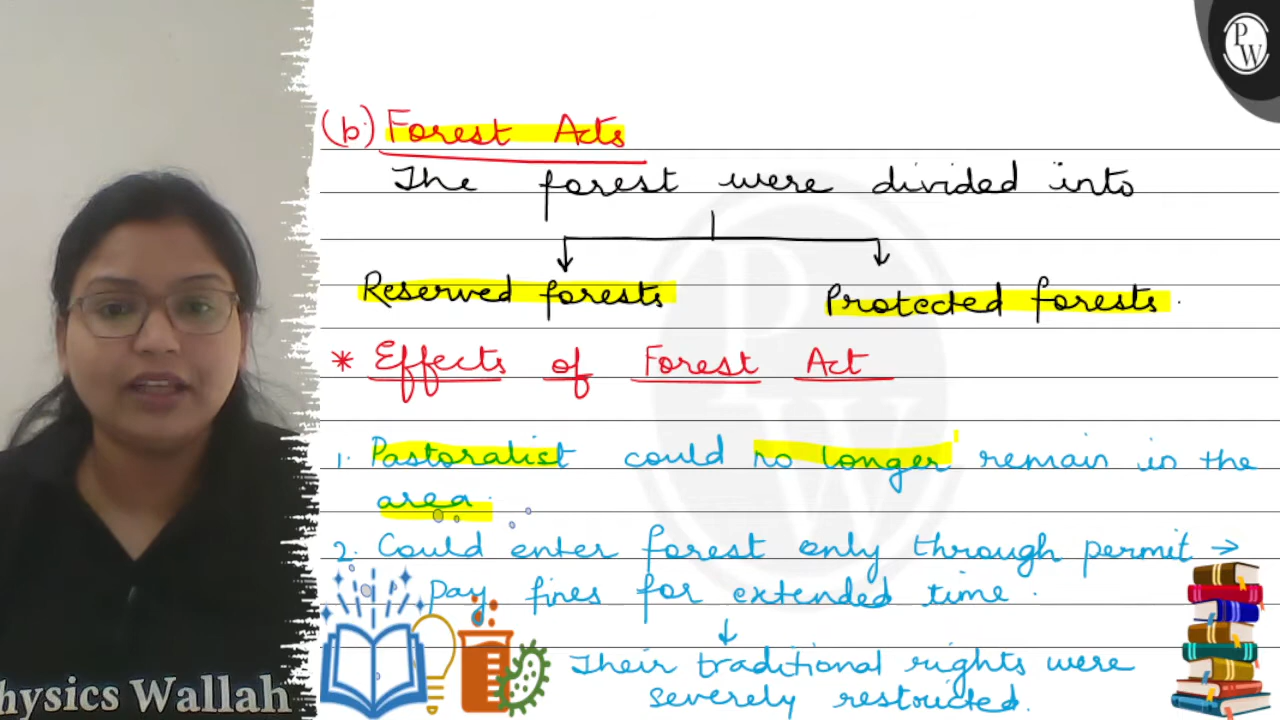 PW
(b.) Forest Acts
The forest were divided into
Reserved forests
Protected forests.
* Effects of Forest Act
1. Pastoralist could no longer remain in the
area.
2. Could enter forest only through permit →
pay fines for extended time.
Their traditional rights were
severely restricted.
hysics Wallah